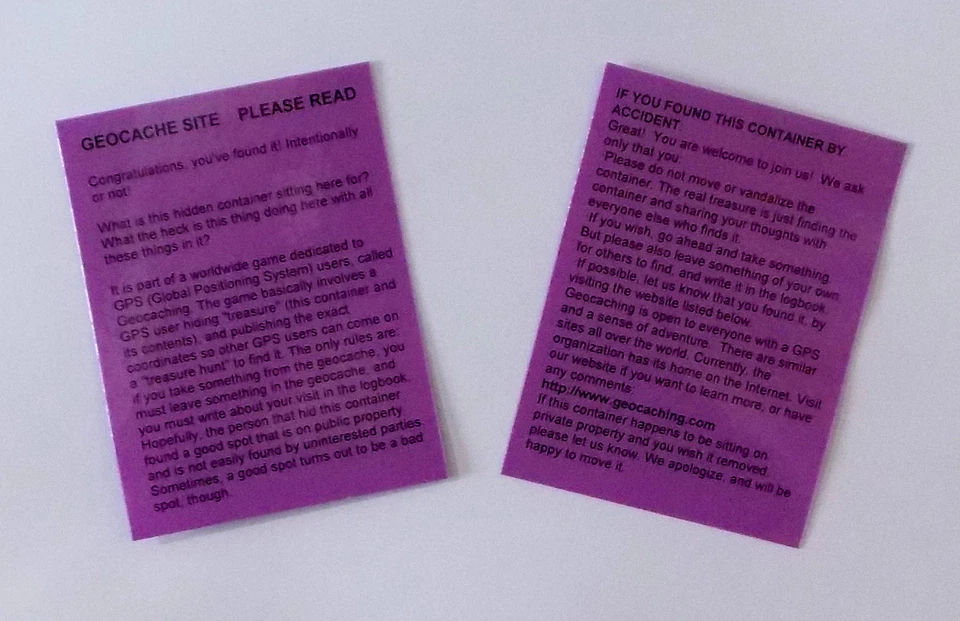 GEOCACHE SITE PLEASE READ
Congratulations, you've found it! Intentionally
or not!
What is this hidden container sitting here for?
What the heck is this thing doing here with all
these things in it?
It is part of a worldwide game dedicated to
GPS (Global Positioning System) users, called
Geocaching. The game basically involves a
GPS user hiding "treasure" (this container and
its contents), and publishing the exact
coordinates so other GPS users can come on
a "treasure hunt" to find it. The only rules are:
if you take something from the geocache, you
must leave something in the geocache, and
you must write about your visit in the logbook.
Hopefully, the person that hid this container
found a good spot that is on public property
and is not easily found by uninterested parties.
Sometimes, a good spot turns out to be a bad
spot, though.
IF YOU FOUND THIS CONTAINER BY
ACCIDENT
Great! You are welcome to join us! We ask
only that you:
Please do not move or vandalize the
container. The real treasure is just finding the
container and sharing your thoughts with
everyone else who finds it.
If you wish, go ahead and take something.
But please also leave something of your own
for others to find, and write it in the logbook.
If possible, let us know that you found it, by
visiting the website listed below.
Geocaching is open to everyone with a GPS
and a sense of adventure. There are similar
sites all over the world. Currently, the
organization has its home on the Internet. Visit
our website if you want to learn more, or have
any comments:
http://www.geocaching.com
If this container happens to be sitting on
private property and you wish it removed,
please let us know. We apologize, and will be
happy to move it.